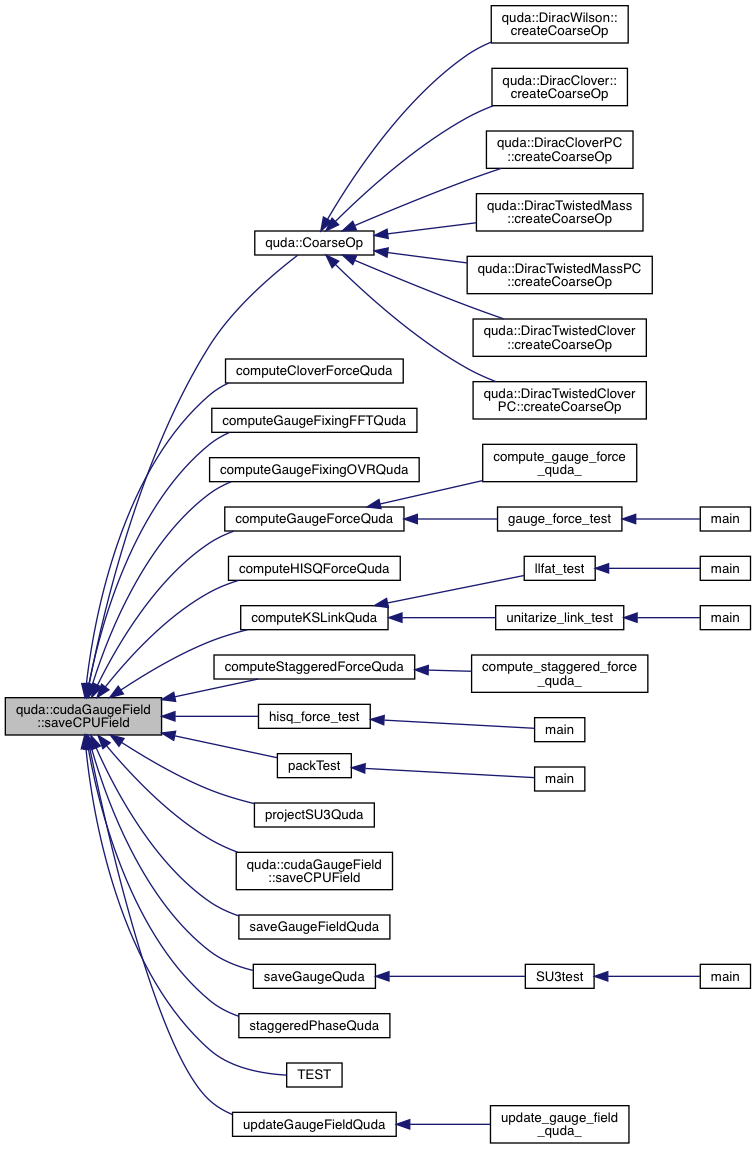 quda::DiracWilson::
createCoarseOp
quda::DiracClover::
createCoarseOp
quda::DiracCloverPC
::createCoarseOp
quda::DiracTwistedMass
::createCoarseOp
quda::CoarseOp
quda::DiracTwistedMassPC
::createCoarseOp
quda::DiracTwistedClover
::createCoarseOp
computeCloverForceQuda
quda::DiracTwistedClover
PC::createCoarseOp
computeGaugeFixingFFTQuda
computeGaugeFixingOVRQuda
compute_gauge_force
_quda_
computeGaugeForceQuda
gauge_force_test
main
computeHISQForceQuda
llfat_test
main
computeKSLinkQuda
unitarize_link_test
main
computeStaggeredForceQuda
compute_staggered_force
_quda_
quda::cudaGaugeField
::saveCPUField
hisq_force_test
main
packTest
main
projectSU3Quda
quda::cudaGaugeField
::saveCPUField
saveGaugeFieldQuda
saveGaugeQuda
SU3test
main
staggeredPhaseQuda
TEST
updateGaugeFieldQuda
update_gauge_field
_quda_